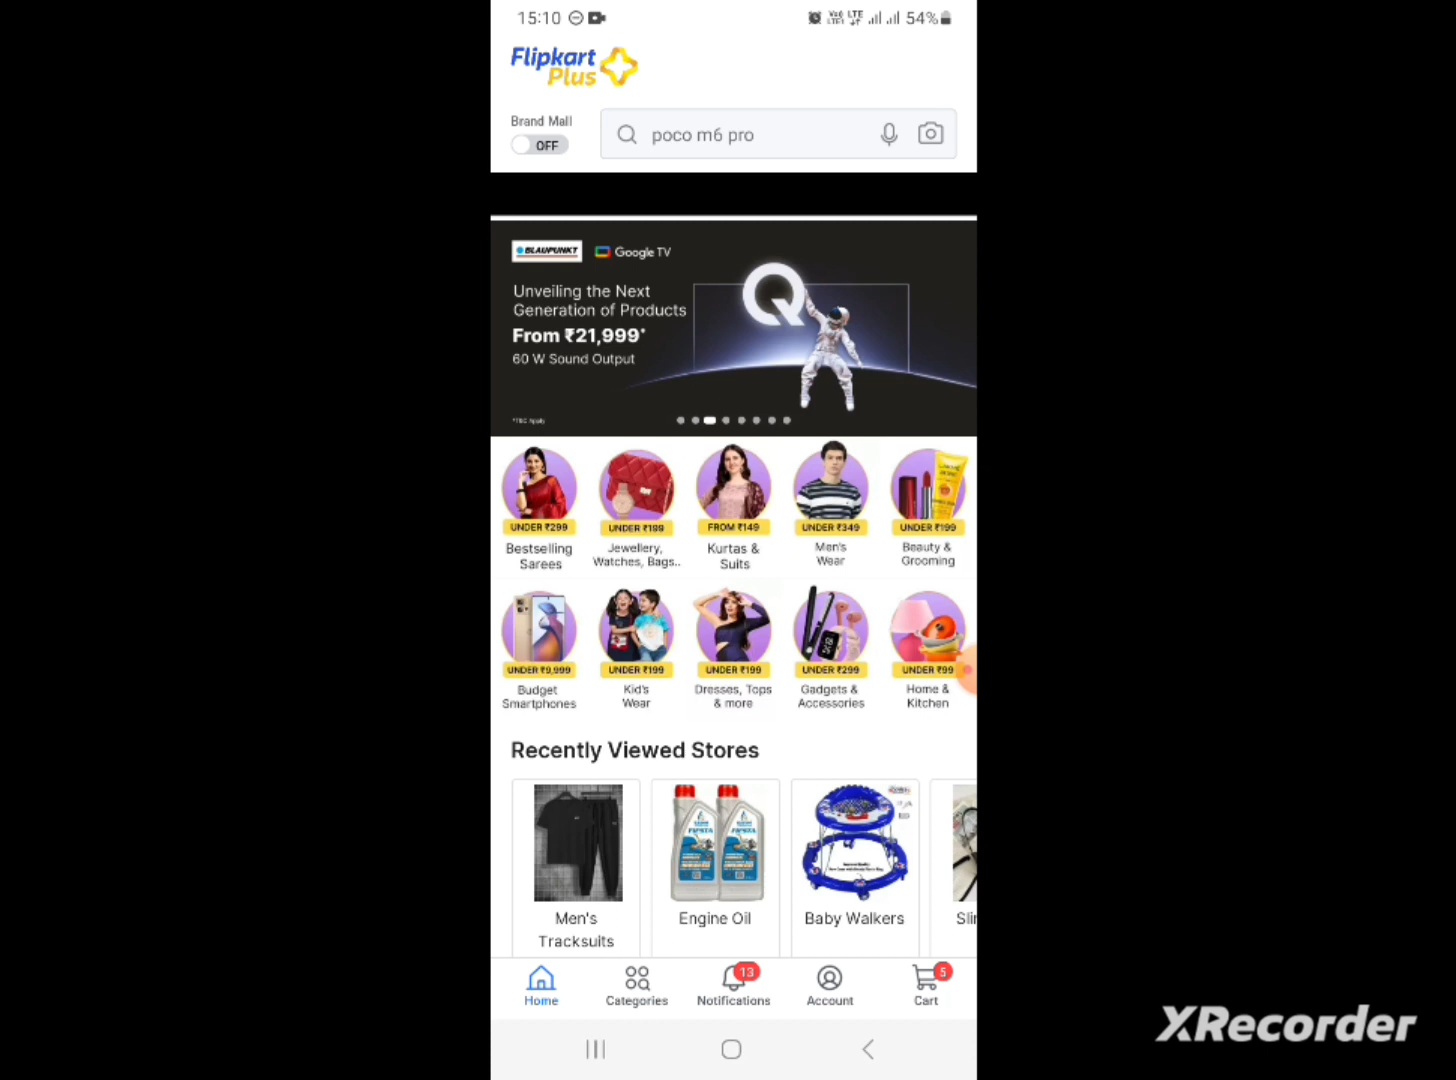 15:10
54%
Flipkart
Plus
Brand Mall
OFF
poco m6 pro
BLAUPUNKT
Google TV
Unveiling the Next
Generation of Products
From ₹21,999*
60 W Sound Output
*T&C Apply
UNDER ₹299
UNDER ₹199
FROM ₹149
UNDER ₹349
UNDER ₹199
Bestselling
Sarees
Jewellery,
Watches, Bags..
Kurtas &
Suits
Men's
Wear
Beauty &
Grooming
UNDER ₹9,999
UNDER ₹199
UNDER ₹199
UNDER ₹299
UNDER ₹99
Budget
Smartphones
Kid's
Wear
Dresses, Tops
& more
Gadgets &
Accessories
Home &
Kitchen
Recently Viewed Stores
Men's
Tracksuits
Engine Oil
Baby Walkers
Home
Categories
13
Notifications
Account
5
Cart
XRecorder